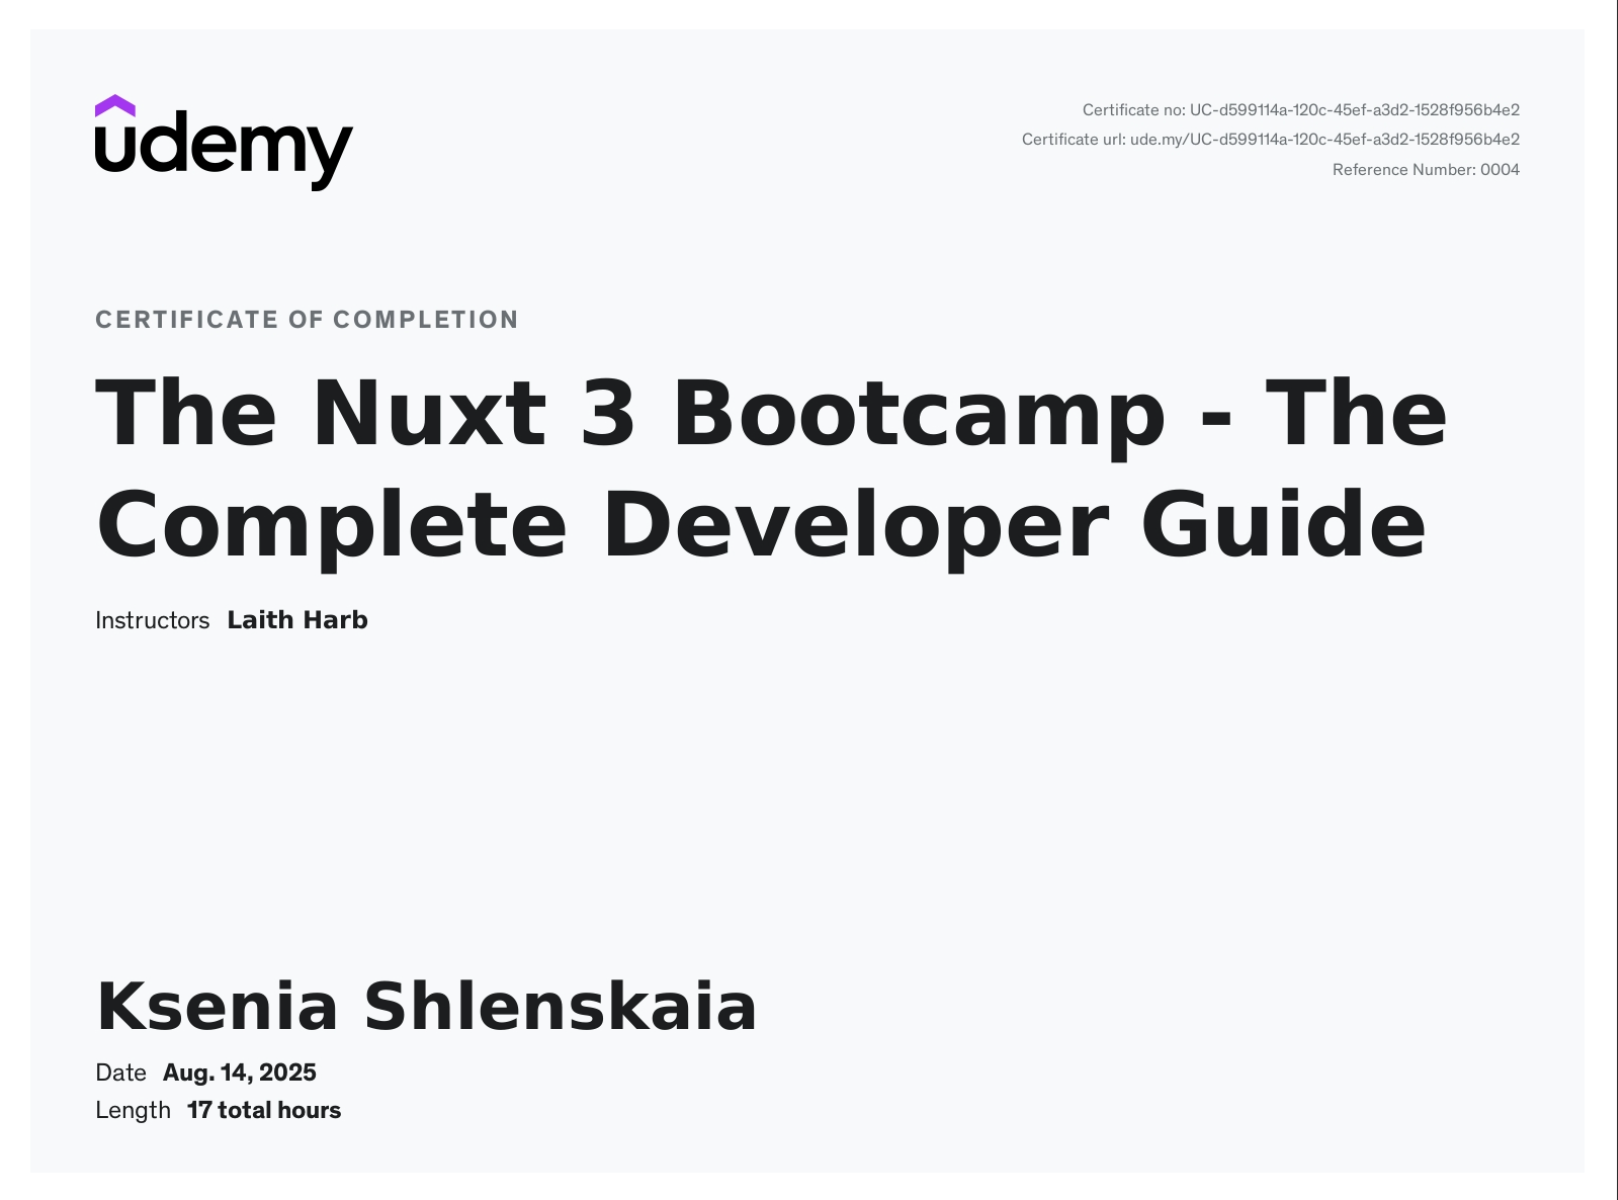 udemy
Certificate no: UC-d599114a-120c-45ef-a3d2-1528f956b4e2
Certificate url: ude.my/UC-d599114a-120c-45ef-a3d2-1528f956b4e2
Reference Number: 0004
CERTIFICATE OF COMPLETION
The Nuxt 3 Bootcamp - The
Complete Developer Guide
Instructors Laith Harb
Ksenia Shlenskaia
Date Aug. 14, 2025
Length 17 total hours